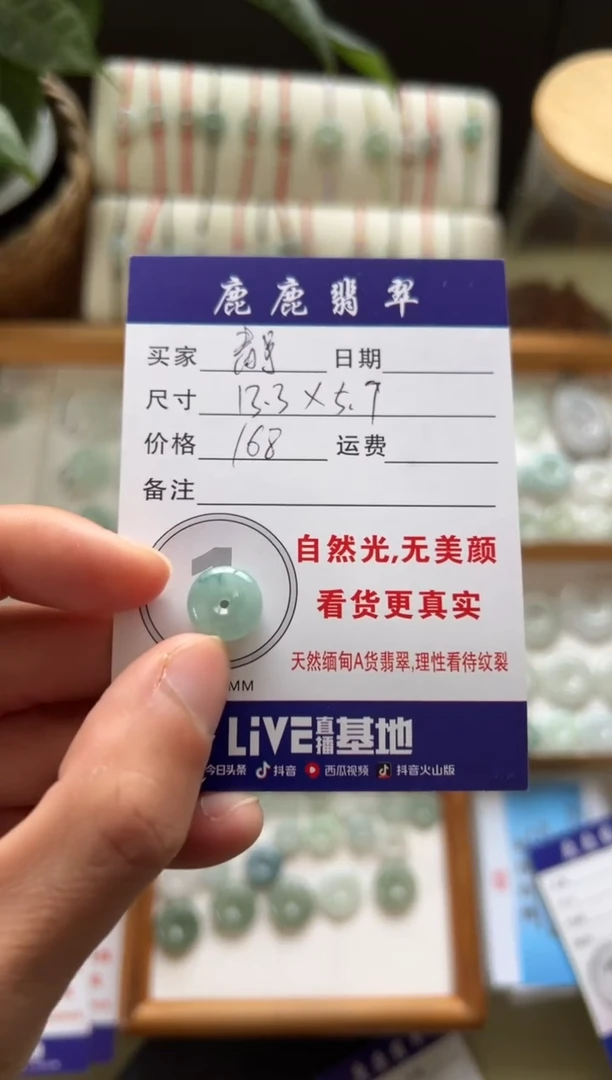 鹿鹿翡翠
买家 日期
尺寸 13.3×5.7
价格 168 运费
备注
1
自然光,无美颜
看货更真实
天然缅甸A货翡翠,理性看待纹裂
MM
LIVE直播基地
今日头条 抖音 西瓜视频 抖音火山版